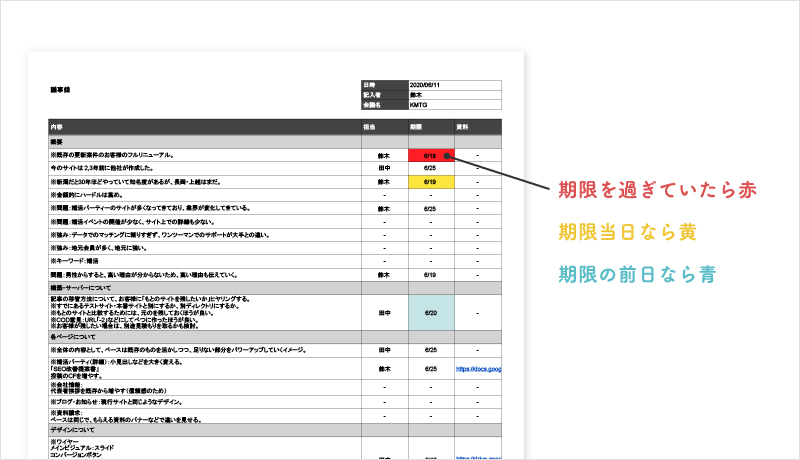 議事録
日時 2020/06/11
記入者 鈴木
会議名 KMTG
内容 担当 期限 資料
概要
※既存の更新案件のお客様のフルリニューアル。 鈴木 6/18 -
今のサイトは2,3年前に他社が作成した。 田中 6/25 -
※新潟だと30年ほどやっていて知名度があるが、長岡・上越はまだ。 鈴木 6/19 -
※金額的にハードルは高め。 - - -
※問題:婚活パーティーのサイトが多くなってきており、業界が変化してきている。 鈴木 6/25 -
※問題:婚活イベントの開催が少なく、サイト上での詳細も少ない。 - - -
※強み:データでのマッチングに頼りすぎず、ワンツーマンでのサポートが大手との違い。 - - -
※強み:地元会員が多く、地元に強い。 - - -
※キーワード:婚活 - - -
問題:男性からすると、高い理由が分からないため、高い理由も伝えていく。 鈴木 6/19 -
構築・サーバーについて
記事の移管方法について、お客様に「もとのサイトを残したいか」ヒヤリングする。
※すでにあるテストサイト・本番サイトと別にするか、別ディレクトリにするか。
※もとのサイトと比較するためには、元のを残しておくほうが良い。 田中 6/20 -
※COD意見:URL「-2」などにしてべつに作ったほうが良い。
※お客様が残したい場合は、別途見積もりを取るかも検討。
各ページについて
※全体の内容として、ベースは既存のものを活かしつつ、足りない部分をパワーアップしていくイメージ。 田中 6/25 -
※婚活パーティ(詳細):小見出しなどを大きく変える。
「SEO改善提案書」 鈴木 6/25 https://docs.goog
投稿のCFを増やす。
※会社情報:
代表者挨拶を既存から増やす(信頼感のため) - - -
※ブログ・お知らせ:現行サイトと同じようなデザイン。 - - -
※資料請求:
ベースは同じで、もらえる資料のバナーなどで違いを見せる。 - - -
デザインについて
※ワイヤー
メインビジュアル:スライド
コンバージョンボタン
期限を過ぎていたら赤
期限当日なら黄
期限の前日なら青